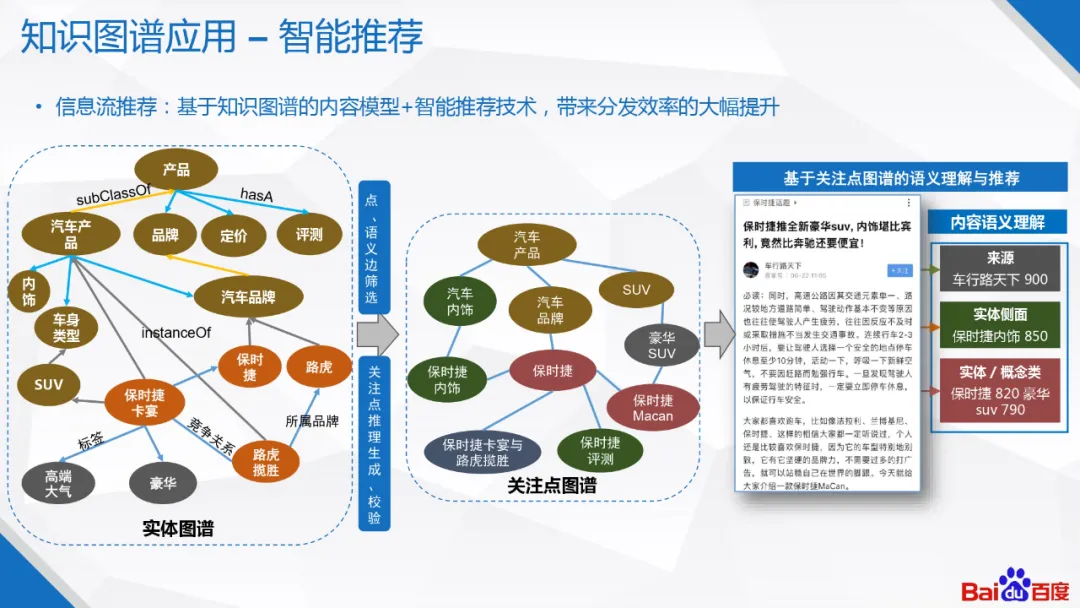 知识图谱应用 – 智能推荐
• 信息流推荐：基于知识图谱的内容模型+智能推荐技术，带来分发效率的大幅提升
产品
subClassOf
hasA
汽车产
品
品牌
定价
评测
内
饰
车身
类型
汽车品牌
instanceOf
SUV
保时捷
卡宴
保时
捷
路虎
标签
竞争关系
所属品牌
高端
大气
豪华
路虎
揽胜
实体图谱
点、语义边筛选
关注点推理生成、校验
汽车
产品
汽车
内饰
汽车
品牌
SUV
豪华
SUV
保时捷
内饰
保时捷
保时捷
Macan
保时捷卡宴与
路虎揽胜
保时捷
评测
关注点图谱
基于关注点图谱的语义理解与推荐
保时捷话题
保时捷推全新豪华suv, 内饰堪比宾
利, 竟然比奔驰还要便宜！
车行路天下
06-22 11:05
+关注
必读：同时，高速公路因其交通元素单一、路
况较地方道路简单、驾驶动作基本不变等原因
也往往使驾驶人产生疲劳，往往因反应不及时
或采取措施不当发生交通事故，连续行车2-3
小时后，要让驾驶人选择一个安全的地点停车
休息至少10分钟，活动一下，呼吸一下新鲜空
气，不要因赶路而勉强行车。一旦发现驾驶人
有疲劳驾驶的特征时，一定要立即停车休息，
以保证行车安全。
大家都喜欢跑车，比如像法拉利、兰博基尼、
保时捷，这样的相信大家都一定听说过，个人
还是比较喜欢保时捷，因为它的车型特别地别
致，它有它坚硬的品牌力，不需要过多的打广
告，就可以站稳自己在世界的脚跟，今天就给
大家介绍一款保时捷MaCan。
内容语义理解
来源
车行路天下 900
实体侧面
保时捷内饰 850
实体 / 概念类
保时捷 820 豪华
suv 790
Bai du 百度